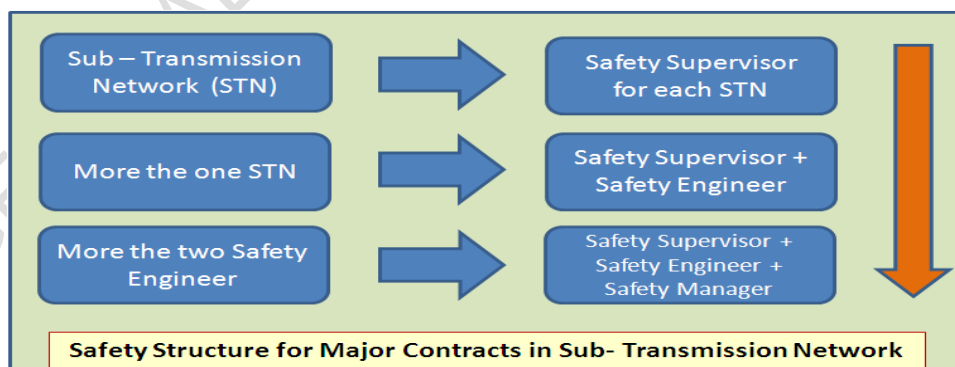 Sub – Transmission
Network (STN)
Safety Supervisor
for each STN
More the one STN
Safety Supervisor +
Safety Engineer
More the two Safety
Engineer
Safety Supervisor +
Safety Engineer +
Safety Manager
Safety Structure for Major Contracts in Sub- Transmission Network